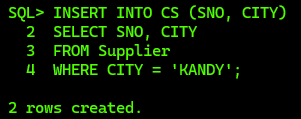 SQL> INSERT INTO CS (SNO, CITY)
  2  SELECT SNO, CITY
  3  FROM Supplier
  4  WHERE CITY = 'KANDY';
2 rows created.